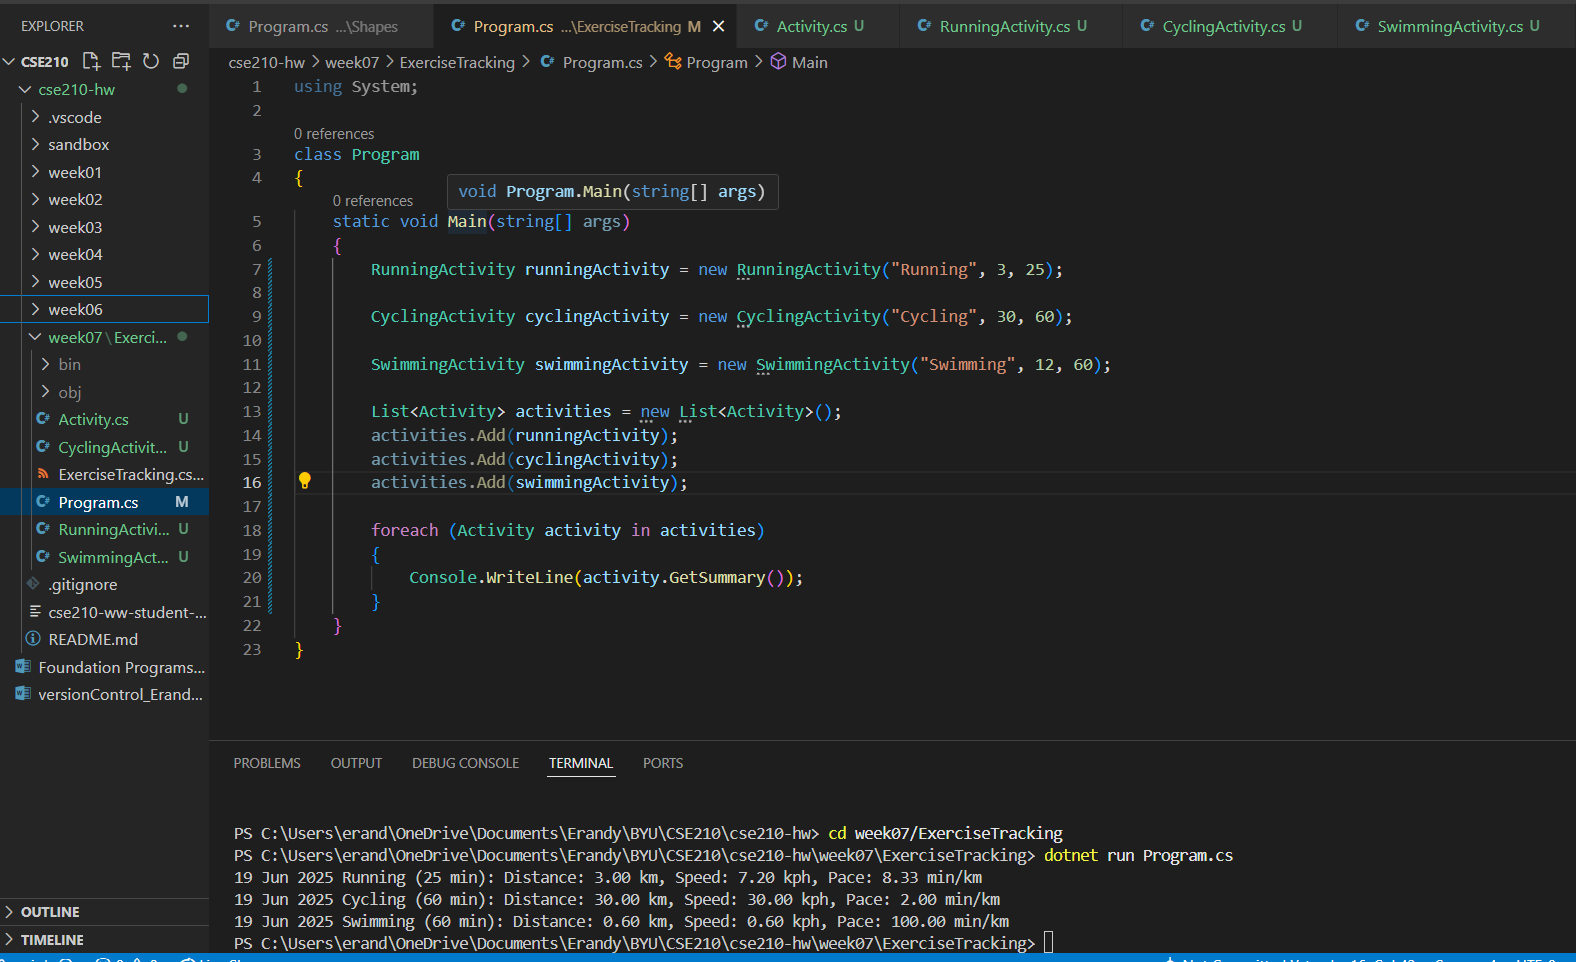 EXPLORER ...
CSE210
cse210-hw
.vscode
sandbox
week01
week02
week03
week04
week05
week06
week07\Exerci...
bin
obj
Activity.cs U
CyclingActivit... U
ExerciseTracking.cs...
Program.cs M
RunningActivi... U
SwimmingAct... U
.gitignore
cse210-ww-student-...
README.md
Foundation Programs...
versionControl_Erand...
OUTLINE
TIMELINE
Program.cs ...\Shapes Program.cs ...\ExerciseTracking M Activity.cs U RunningActivity.cs U CyclingActivity.cs U SwimmingActivity.cs U
cse210-hw > week07 > ExerciseTracking > Program.cs > Program > Main
1 using System;
2
0 references
3 class Program
4 {
void Program.Main(string[] args)
0 references
5 static void Main(string[] args)
6 {
7 RunningActivity runningActivity = new RunningActivity("Running", 3, 25);
8
9 CyclingActivity cyclingActivity = new CyclingActivity("Cycling", 30, 60);
10
11 SwimmingActivity swimmingActivity = new SwimmingActivity("Swimming", 12, 60);
12
13 List<Activity> activities = new List<Activity>();
14 activities.Add(runningActivity);
15 activities.Add(cyclingActivity);
16 activities.Add(swimmingActivity);
17
18 foreach (Activity activity in activities)
19 {
20 Console.WriteLine(activity.GetSummary());
21 }
22 }
23 }
PROBLEMS OUTPUT DEBUG CONSOLE TERMINAL PORTS
PS C:\Users\erand\OneDrive\Documents\Erandy\BYU\CSE210\cse210-hw> cd week07/ExerciseTracking
PS C:\Users\erand\OneDrive\Documents\Erandy\BYU\CSE210\cse210-hw\week07\ExerciseTracking> dotnet run Program.cs
19 Jun 2025 Running (25 min): Distance: 3.00 km, Speed: 7.20 kph, Pace: 8.33 min/km
19 Jun 2025 Cycling (60 min): Distance: 30.00 km, Speed: 30.00 kph, Pace: 2.00 min/km
19 Jun 2025 Swimming (60 min): Distance: 0.60 km, Speed: 0.60 kph, Pace: 100.00 min/km
PS C:\Users\erand\OneDrive\Documents\Erandy\BYU\CSE210\cse210-hw\week07\ExerciseTracking>